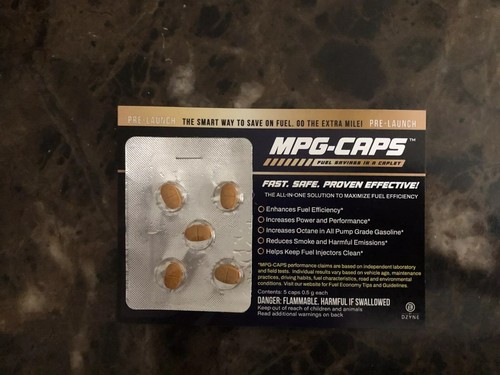 PRE-LAUNCH THE SMART WAY TO SAVE ON FUEL. GO THE EXTRA MILE! PRE-LAUNCH
MPG-CAPS™
FUEL SAVINGS IN A CAPLET
FAST. SAFE. PROVEN EFFECTIVE!
THE ALL-IN-ONE SOLUTION TO MAXIMIZE FUEL EFFICIENCY
Enhances Fuel Efficiency*
Increases Power and Performance*
Increases Octane in All Pump Grade Gasoline*
Reduces Smoke and Harmful Emissions*
Helps Keep Fuel Injectors Clean*
*MPG-CAPS performance claims are based on independent laboratory
and field tests. Individual results vary based on vehicle age, maintenance
practices, driving habits, fuel characteristics, road and environmental
conditions. Visit our website for Fuel Economy Tips and Guidelines.
Contents: 5 caps 0.5 g each
DANGER: FLAMMABLE, HARMFUL IF SWALLOWED
Keep out of reach of children and animals
Read additional warnings on back
DZYNE